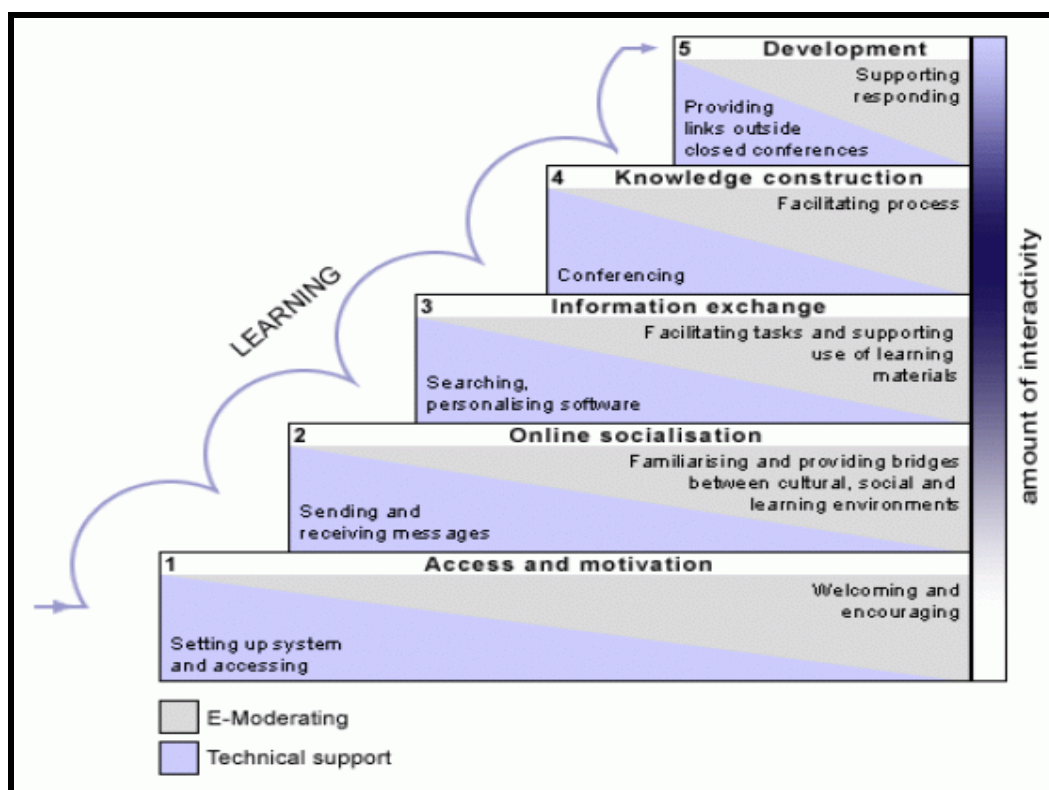 5 Development
Supporting
responding
Providing
links outside
closed conferences
4 Knowledge construction
Facilitating process
Conferencing
3 Information exchange
Facilitating tasks and supporting
use of learning
materials
Searching,
personalising software
2 Online socialisation
Familiarising and providing bridges
between cultural, social and
learning environments
Sending and
receiving messages
1 Access and motivation
Welcoming and
encouraging
Setting up system
and accessing
LEARNING
amount of interactivity
E-Moderating
Technical support